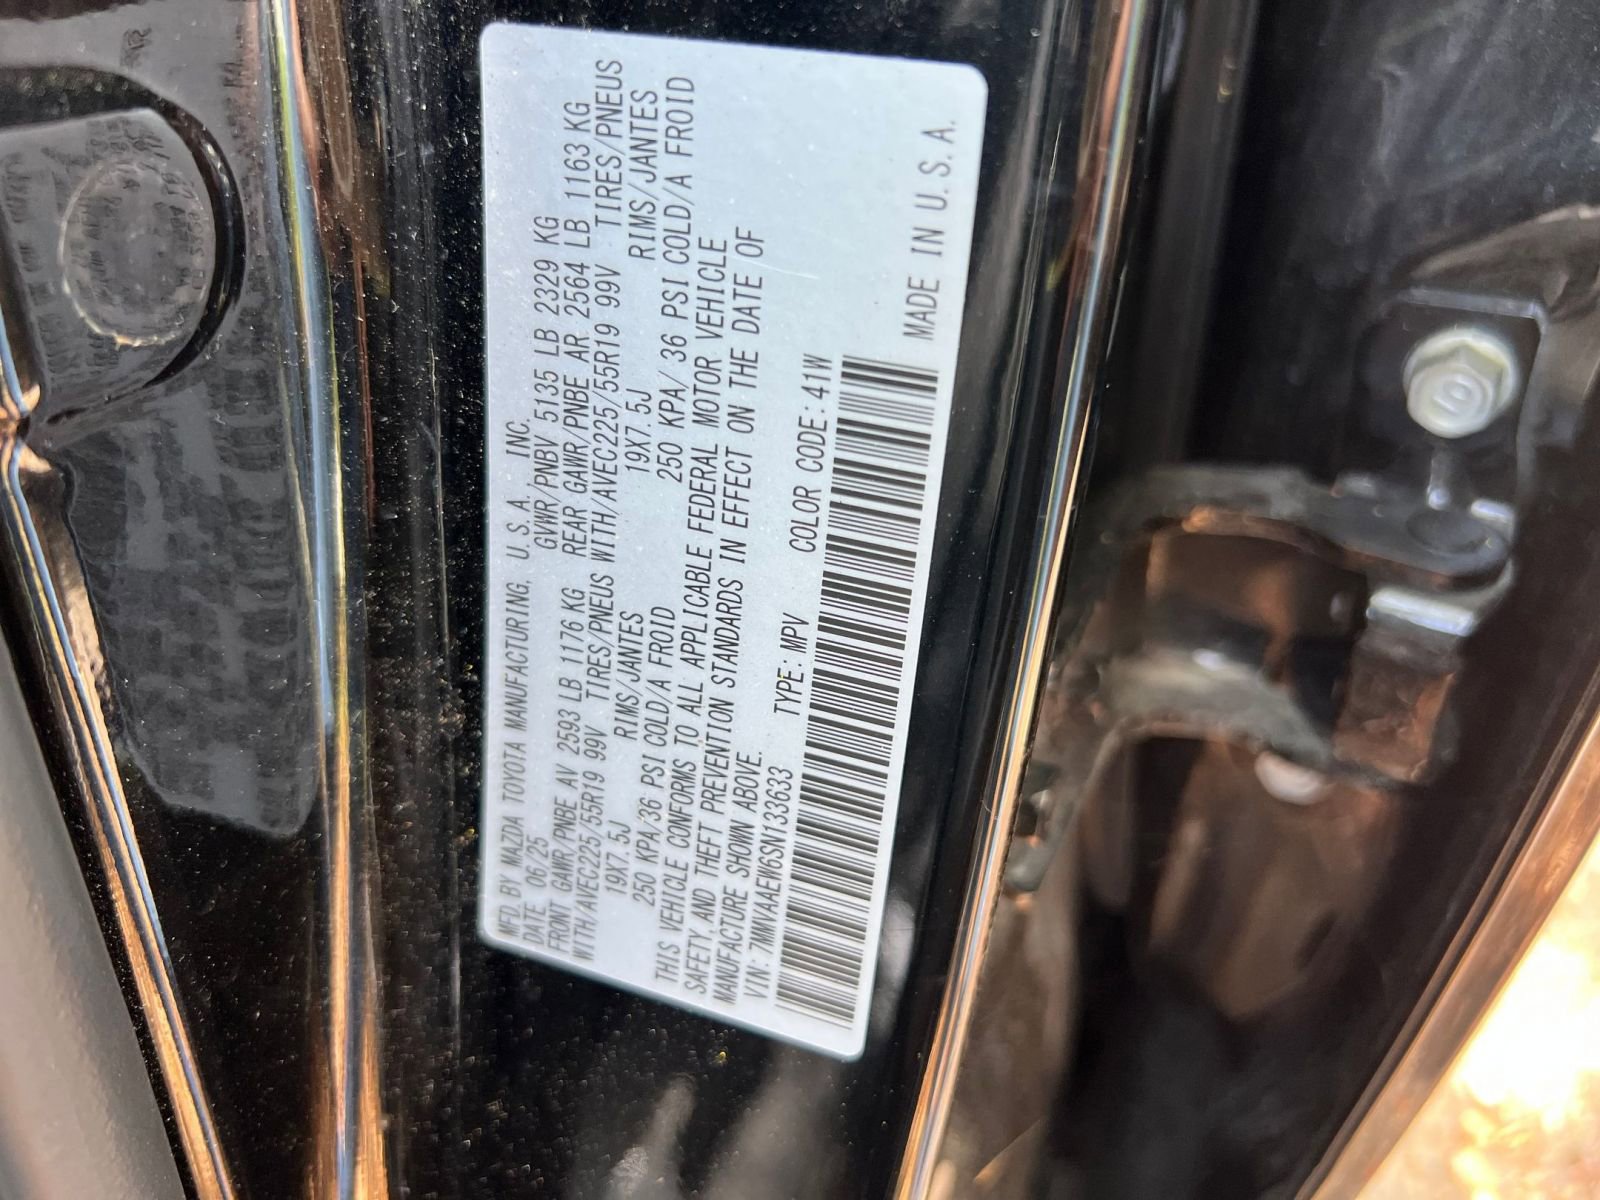 MFD. BY MAZDA TOYOTA MANUFACTURING, U.S.A. INC.
DATE 06/25 GVWR/PNBV 5135 LB 2329 KG
FRONT GAWR/PNBE AV 2593 LB 1176 KG REAR GAWR/PNBE AR 2564 LB 1163 KG
WITH/AVEC225/55R19 99V TIRES/PNEUS WITH/AVEC225/55R19 99V TIRES/PNEUS
19X7.5J RIMS/JANTES 19X7.5J RIMS/JANTES
250 KPA/36 PSI COLD/A FROID 250 KPA/ 36 PSI COLD/A FROID
THIS VEHICLE CONFORMS TO ALL APPLICABLE FEDERAL MOTOR VEHICLE
SAFETY, AND THEFT PREVENTION STANDARDS IN EFFECT ON THE DATE OF
MANUFACTURE SHOWN ABOVE.
VIN: 7MMVAAEW6SN133633 TYPE: MPV COLOR CODE: 41W
MADE IN U.S.A.
10